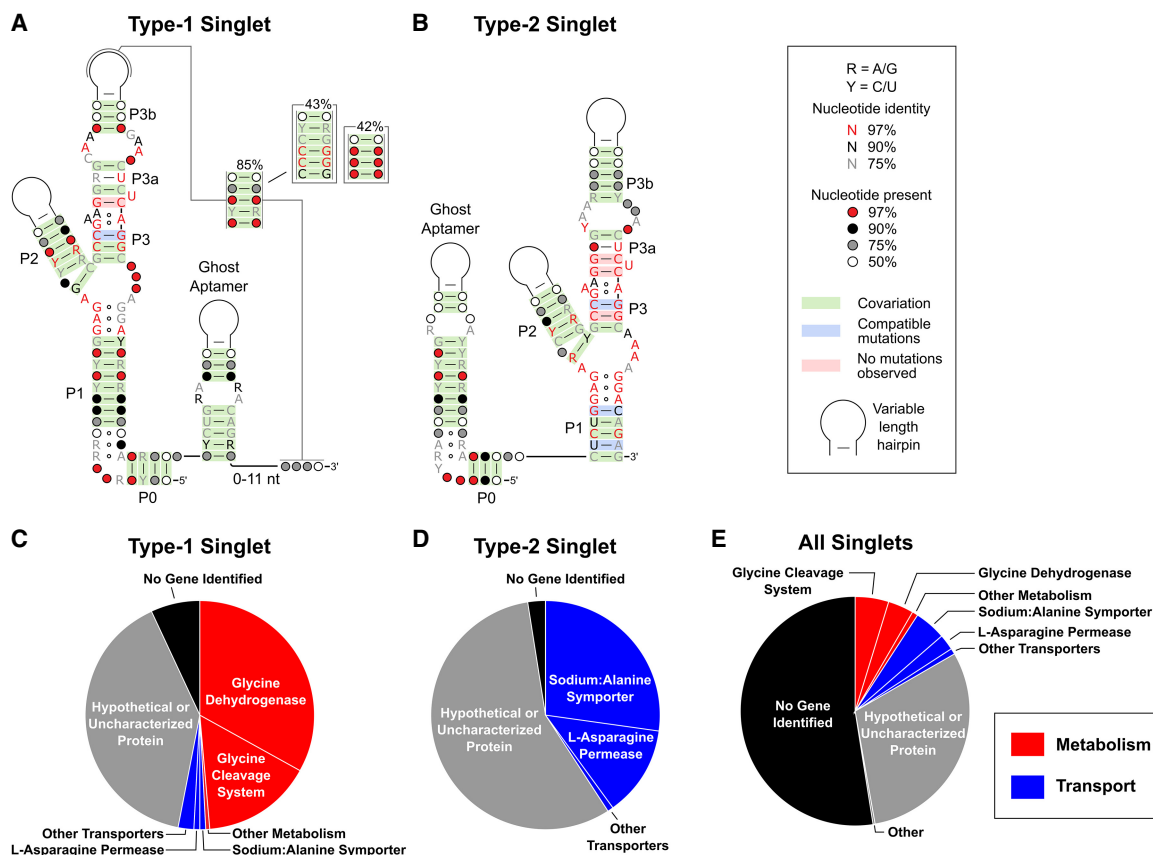 A
Type-1 Singlet
P3b
P3a
P3
P2
P1
P0
Ghost
Aptamer
43%
42%
85%
0-11 nt
-3'
-5'
B
Type-2 Singlet
Ghost
Aptamer
P3b
P3a
P3
P2
P1
P0
-3'
-5'
R = A/G
Y = C/U
Nucleotide identity
N 97%
N 90%
N 75%
Nucleotide present
97%
90%
75%
50%
Covariation
Compatible
mutations
No mutations
observed
Variable
length
hairpin
C
Type-1 Singlet
No Gene Identified
Glycine
Dehydrogenase
Hypothetical or
Uncharacterized
Protein
Glycine
Cleavage
System
Other Transporters
Other Metabolism
L-Asparagine Permease
Sodium:Alanine Symporter
D
Type-2 Singlet
No Gene Identified
Sodium:Alanine
Symporter
Hypothetical or
Uncharacterized
Protein
L-Asparagine
Permease
Other
Transporters
E
All Singlets
Glycine Cleavage
System
Glycine Dehydrogenase
Other Metabolism
Sodium:Alanine Symporter
L-Asparagine Permease
Other Transporters
No Gene
Identified
Hypothetical or
Uncharacterized
Protein
Other
Metabolism
Transport